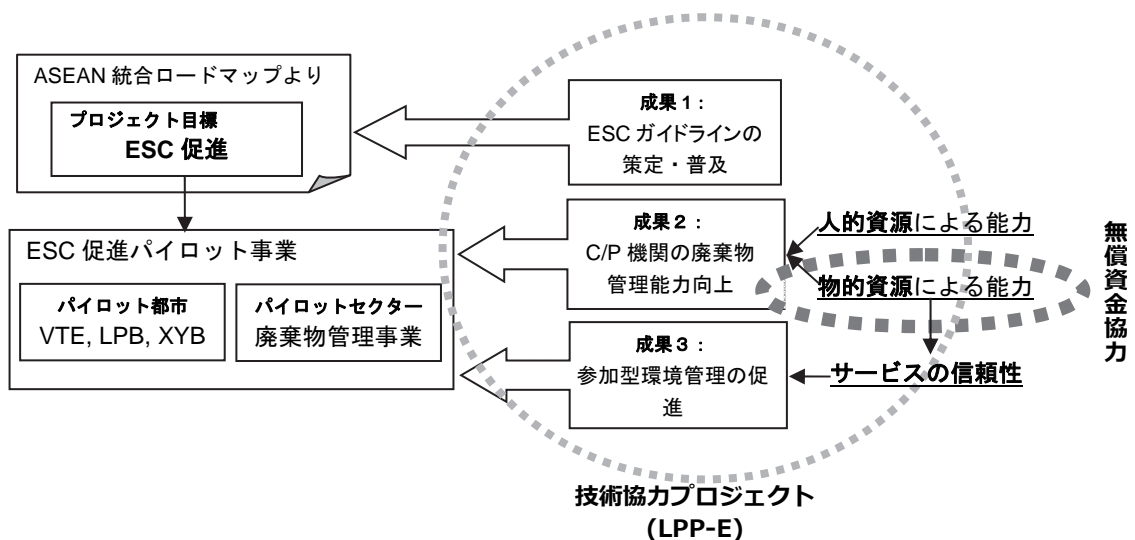 ASEAN 統合ロードマップより
プロジェクト目標
ESC 促進
ESC 促進パイロット事業
パイロット都市
VTE, LPB, XYB
パイロットセクター
廃棄物管理事業
成果1:
ESC ガイドラインの
策定・普及
成果2:
C/P 機関の廃棄物
管理能力向上
成果3:
参加型環境管理の促
進
人的資源による能力
物的資源による能力
サービスの信頼性
無償資金協力
技術協力プロジェクト
(LPP-E)